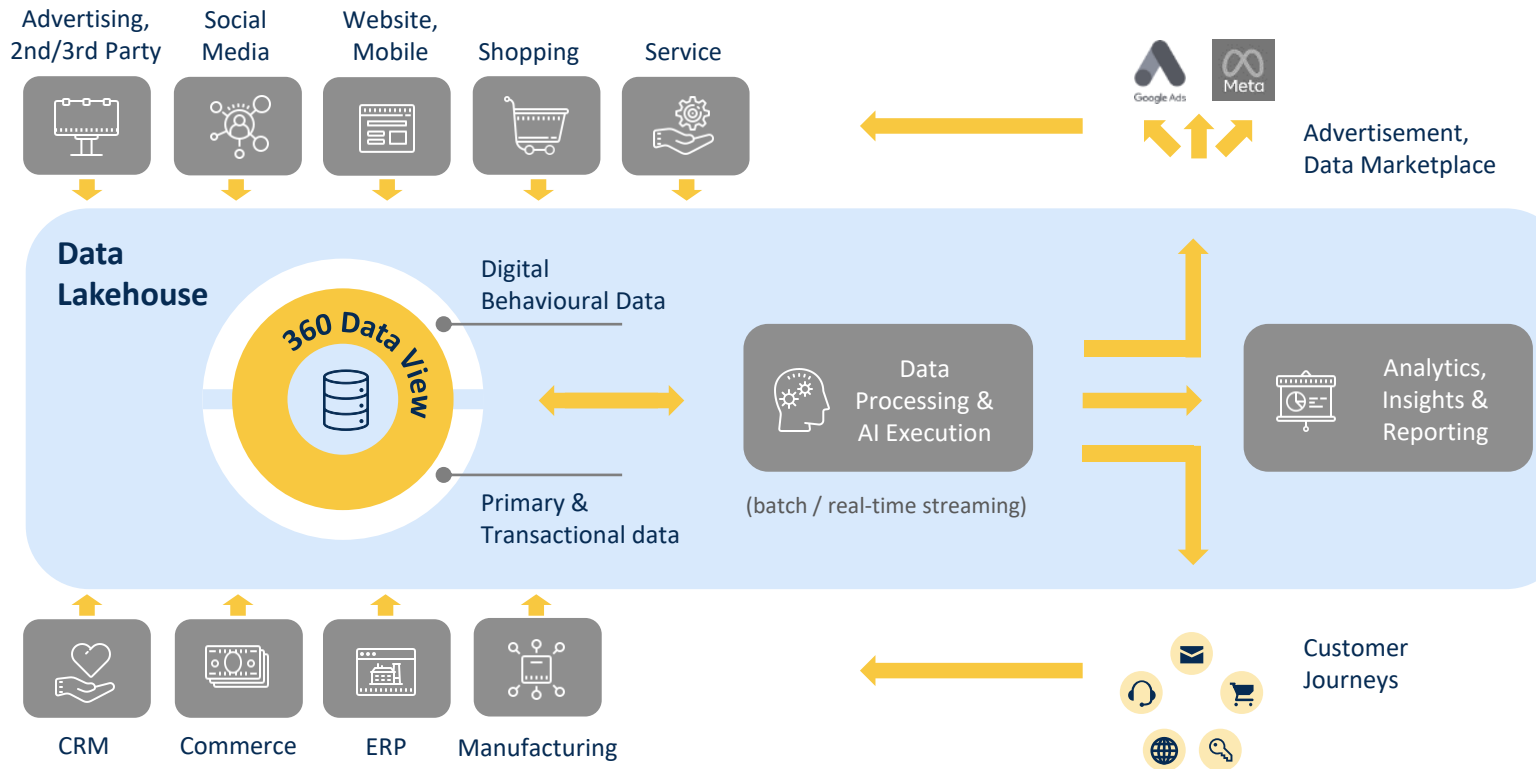 Advertising,
2nd/3rd Party
Social
Media
Website,
Mobile
Shopping
Service
Google Ads
Meta
Advertisement,
Data Marketplace
Data
Lakehouse
360 Data View
Digital
Behavioural Data
Primary &
Transactional data
Data
Processing &
AI Execution
(batch / real-time streaming)
Analytics,
Insights &
Reporting
CRM
Commerce
ERP
Manufacturing
Customer
Journeys